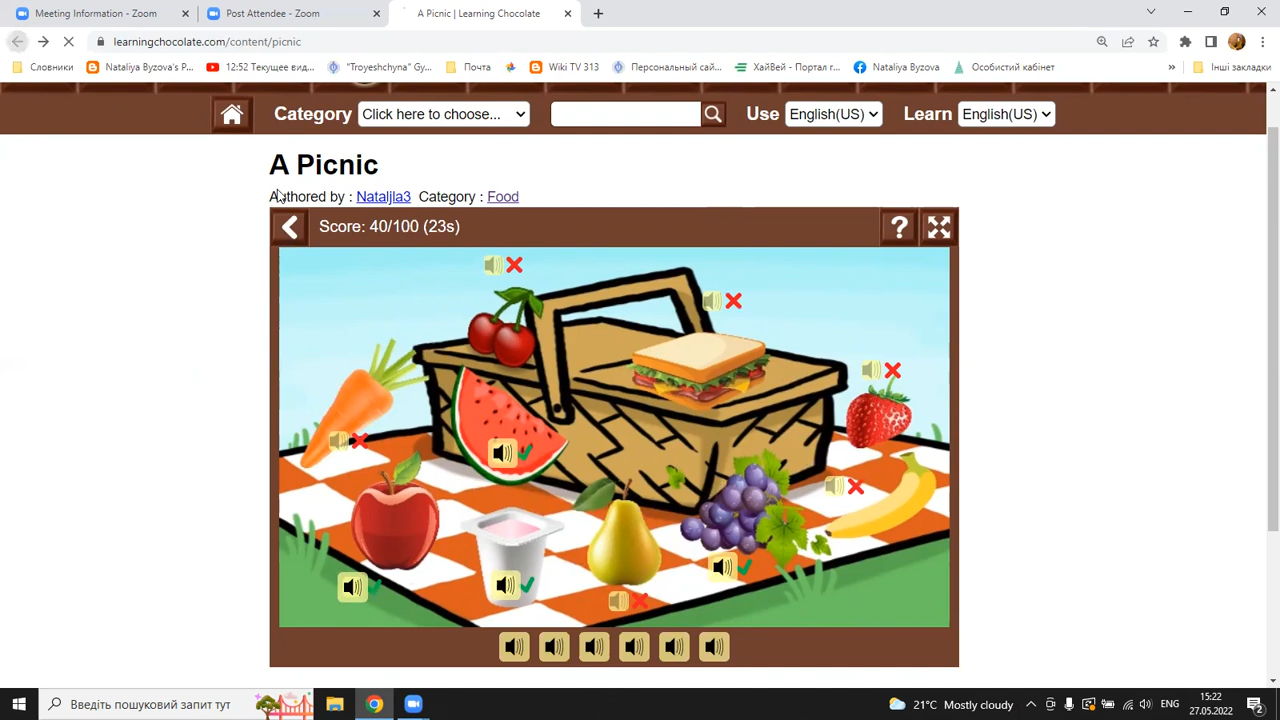 Meeting Information - Zoom
Post Attendee - Zoom
A Picnic | Learning Chocolate
learningchocolate.com/content/picnic
Словники
Nataliya Byzova's P...
12:52 Текущее вид...
"Troyeshchyna" Gy...
Почта
Wiki TV 313
Персональный сай...
ХайВей - Портал г...
Nataliya Byzova
Особистий кабінет
»
Інші закладки
Category
Click here to choose...
Use
English(US)
Learn
English(US)
A Picnic
Authored by : Nataljla3 Category : Food
Score: 40/100 (23s)
?
Введіть пошуковий запит тут
21°C Mostly cloudy
ENG
15:22
27.05.2022
2